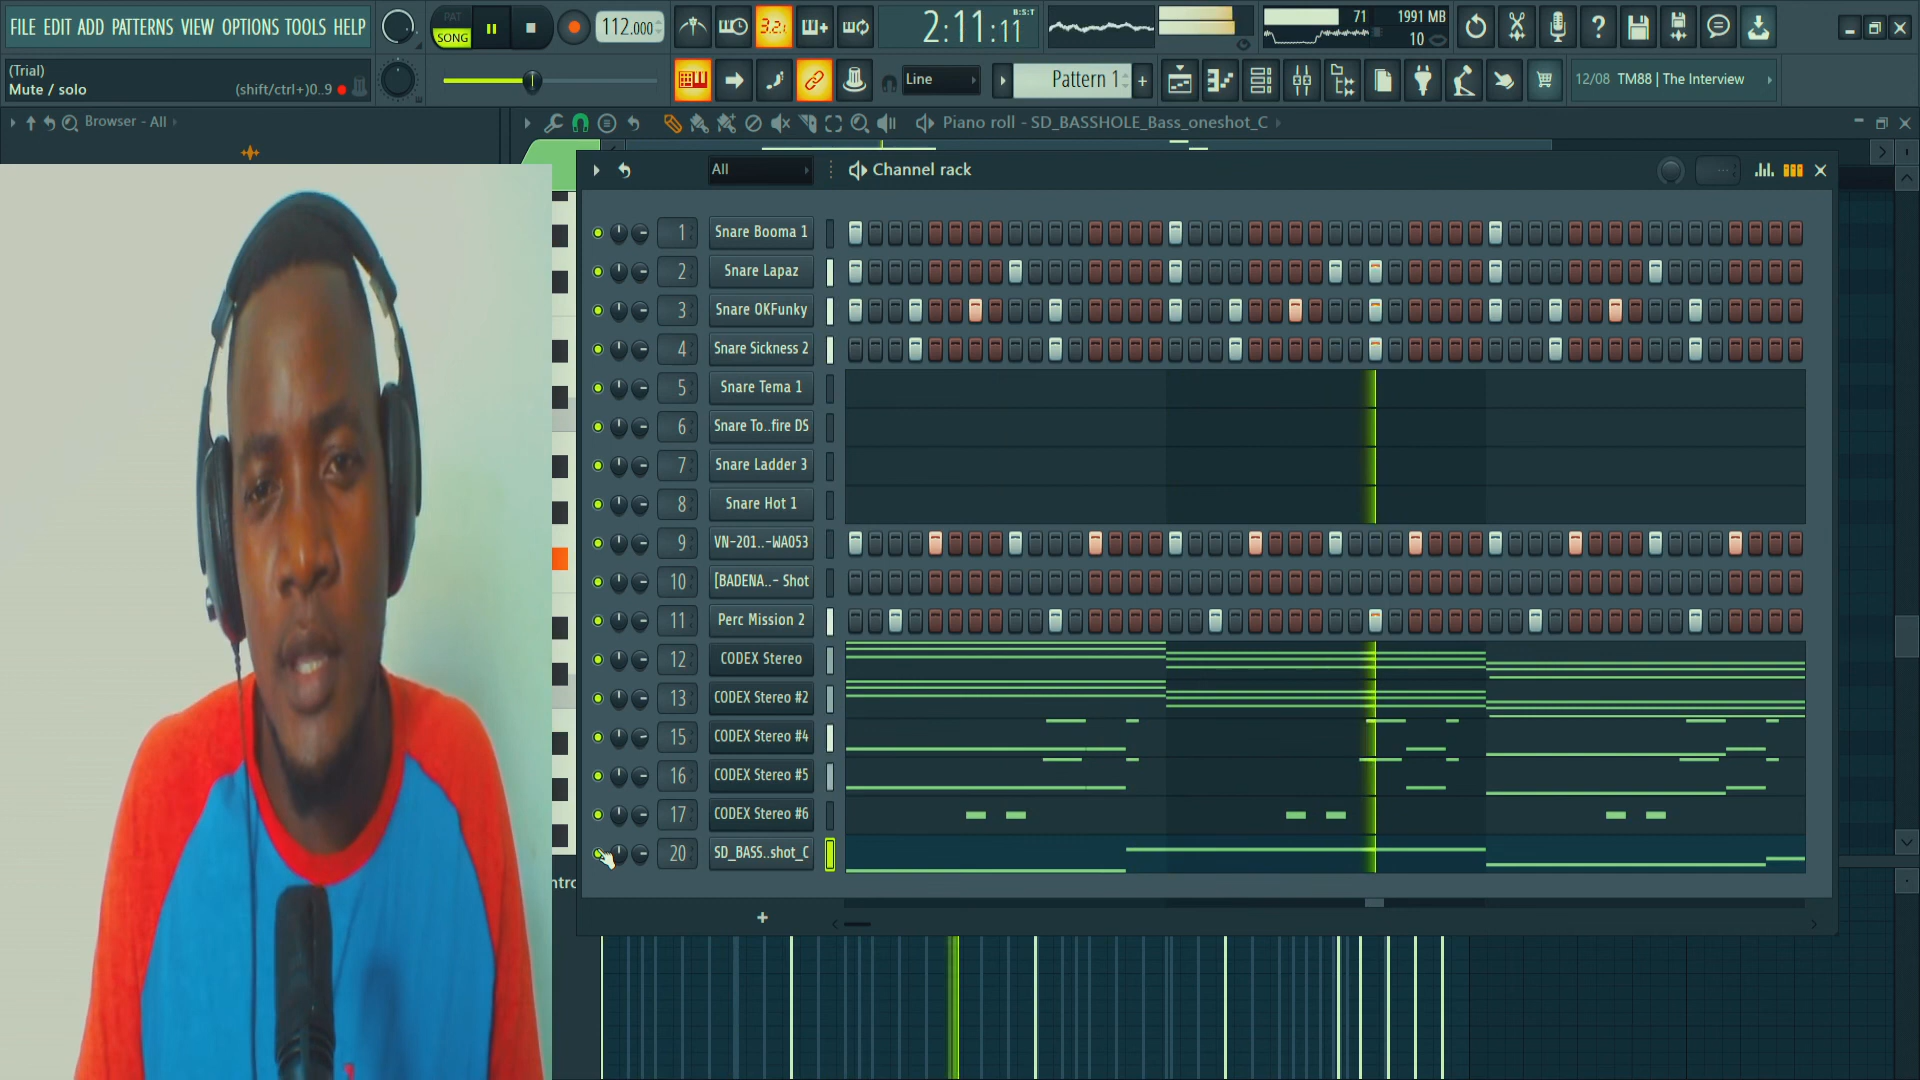 FILE EDIT ADD PATTERNS VIEW OPTIONS TOOLS HELP
PAT
SONG
112.000
3.2.1
2:11:11
B:S:T
71
1991 MB
10
(Trial)
Mute / solo
(shift/ctrl+)0..9
Line
Pattern 1
+
12/08 TM88 | The Interview
Browser - All
Piano roll - SD_BASSHOLE_Bass_oneshot_C
All
Channel rack
1 Snare Booma 1
2 Snare Lapaz
3 Snare OKFunky
4 Snare Sickness 2
5 Snare Tema 1
6 Snare To..fire DS
7 Snare Ladder 3
8 Snare Hot 1
9 VN-201..-WA053
10 [BADENA..- Shot
11 Perc Mission 2
12 CODEX Stereo
13 CODEX Stereo #2
15 CODEX Stereo #4
16 CODEX Stereo #5
17 CODEX Stereo #6
20 SD_BASS..shot_C
+